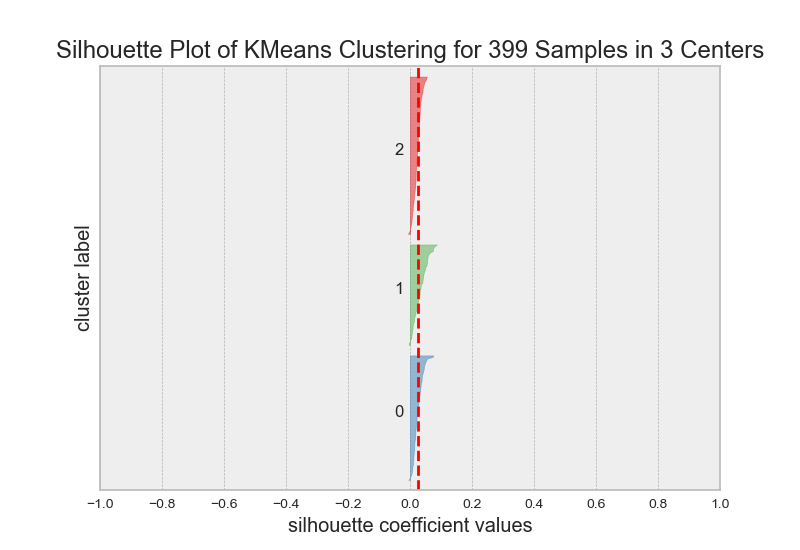 Silhouette Plot of KMeans Clustering for 399 Samples in 3 Centers
2
1
0
cluster label
−1.0 −0.8 −0.6 −0.4 −0.2 0.0 0.2 0.4 0.6 0.8 1.0
silhouette coefficient values